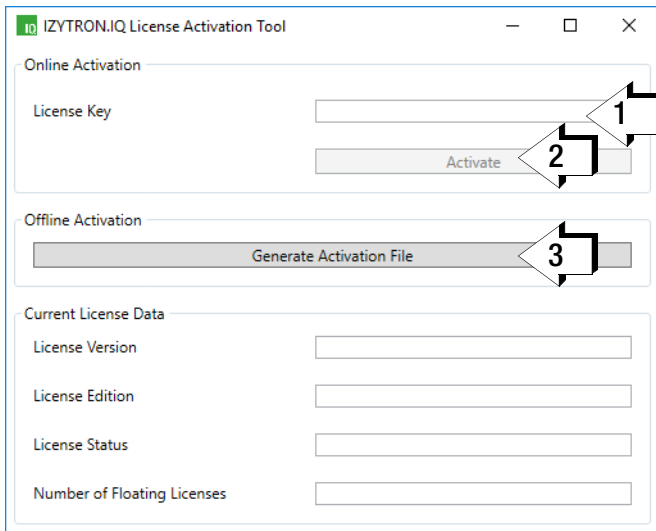 IQ IZYTRON.IQ License Activation Tool
Online Activation
License Key
1
Activate
2
Offline Activation
Generate Activation File
3
Current License Data
License Version
License Edition
License Status
Number of Floating Licenses